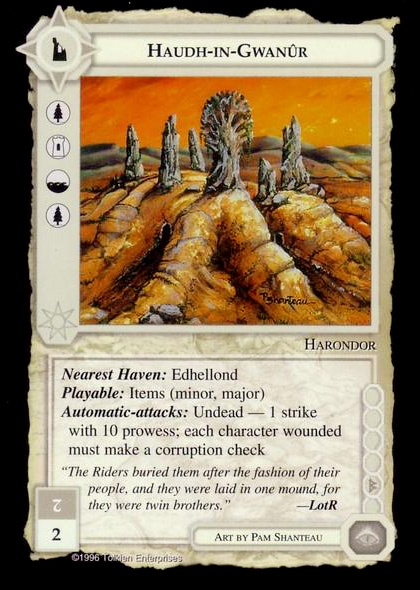 HAUDH-IN-GWANÛR
P. Shanteau
HARONDOR
Nearest Haven: Edhellond
Playable: Items (minor, major)
Automatic-attacks: Undead — 1 strike
with 10 prowess; each character wounded
must make a corruption check
“The Riders buried them after the fashion of their
people, and they were laid in one mound, for
they were twin brothers.” —LotR
2
2
ART BY PAM SHANTEAU
©1996 Tolkien Enterprises